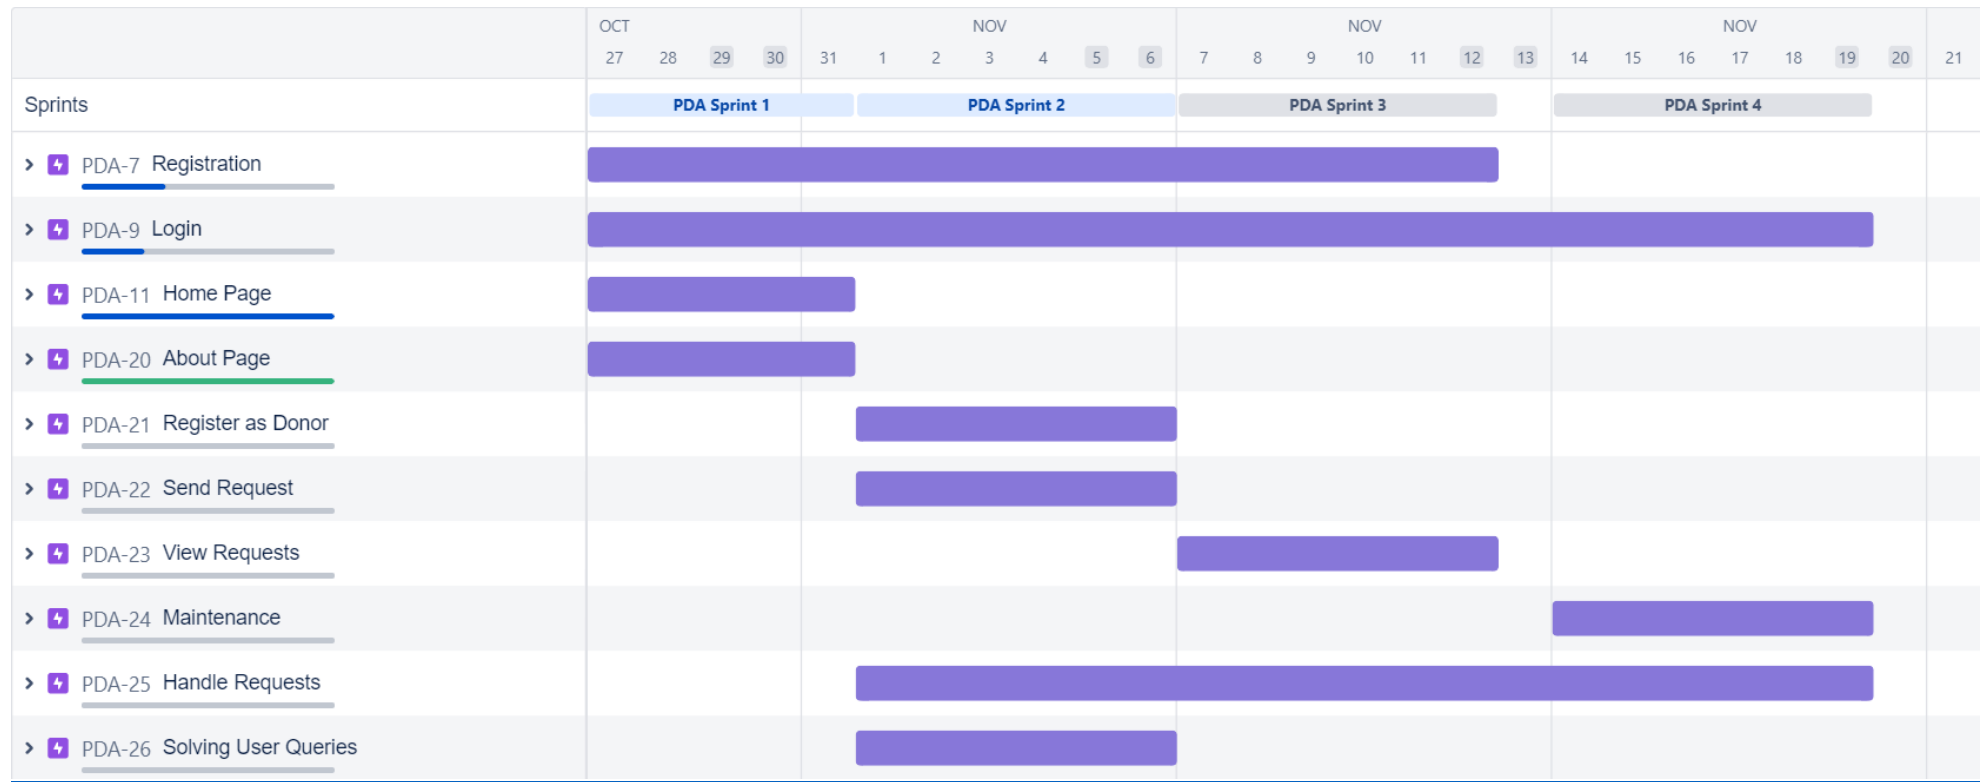 OCT NOV NOV NOV
27 28 29 30 31 1 2 3 4 5 6 7 8 9 10 11 12 13 14 15 16 17 18 19 20 21
Sprints PDA Sprint 1 PDA Sprint 2 PDA Sprint 3 PDA Sprint 4
PDA-7 Registration
PDA-9 Login
PDA-11 Home Page
PDA-20 About Page
PDA-21 Register as Donor
PDA-22 Send Request
PDA-23 View Requests
PDA-24 Maintenance
PDA-25 Handle Requests
PDA-26 Solving User Queries